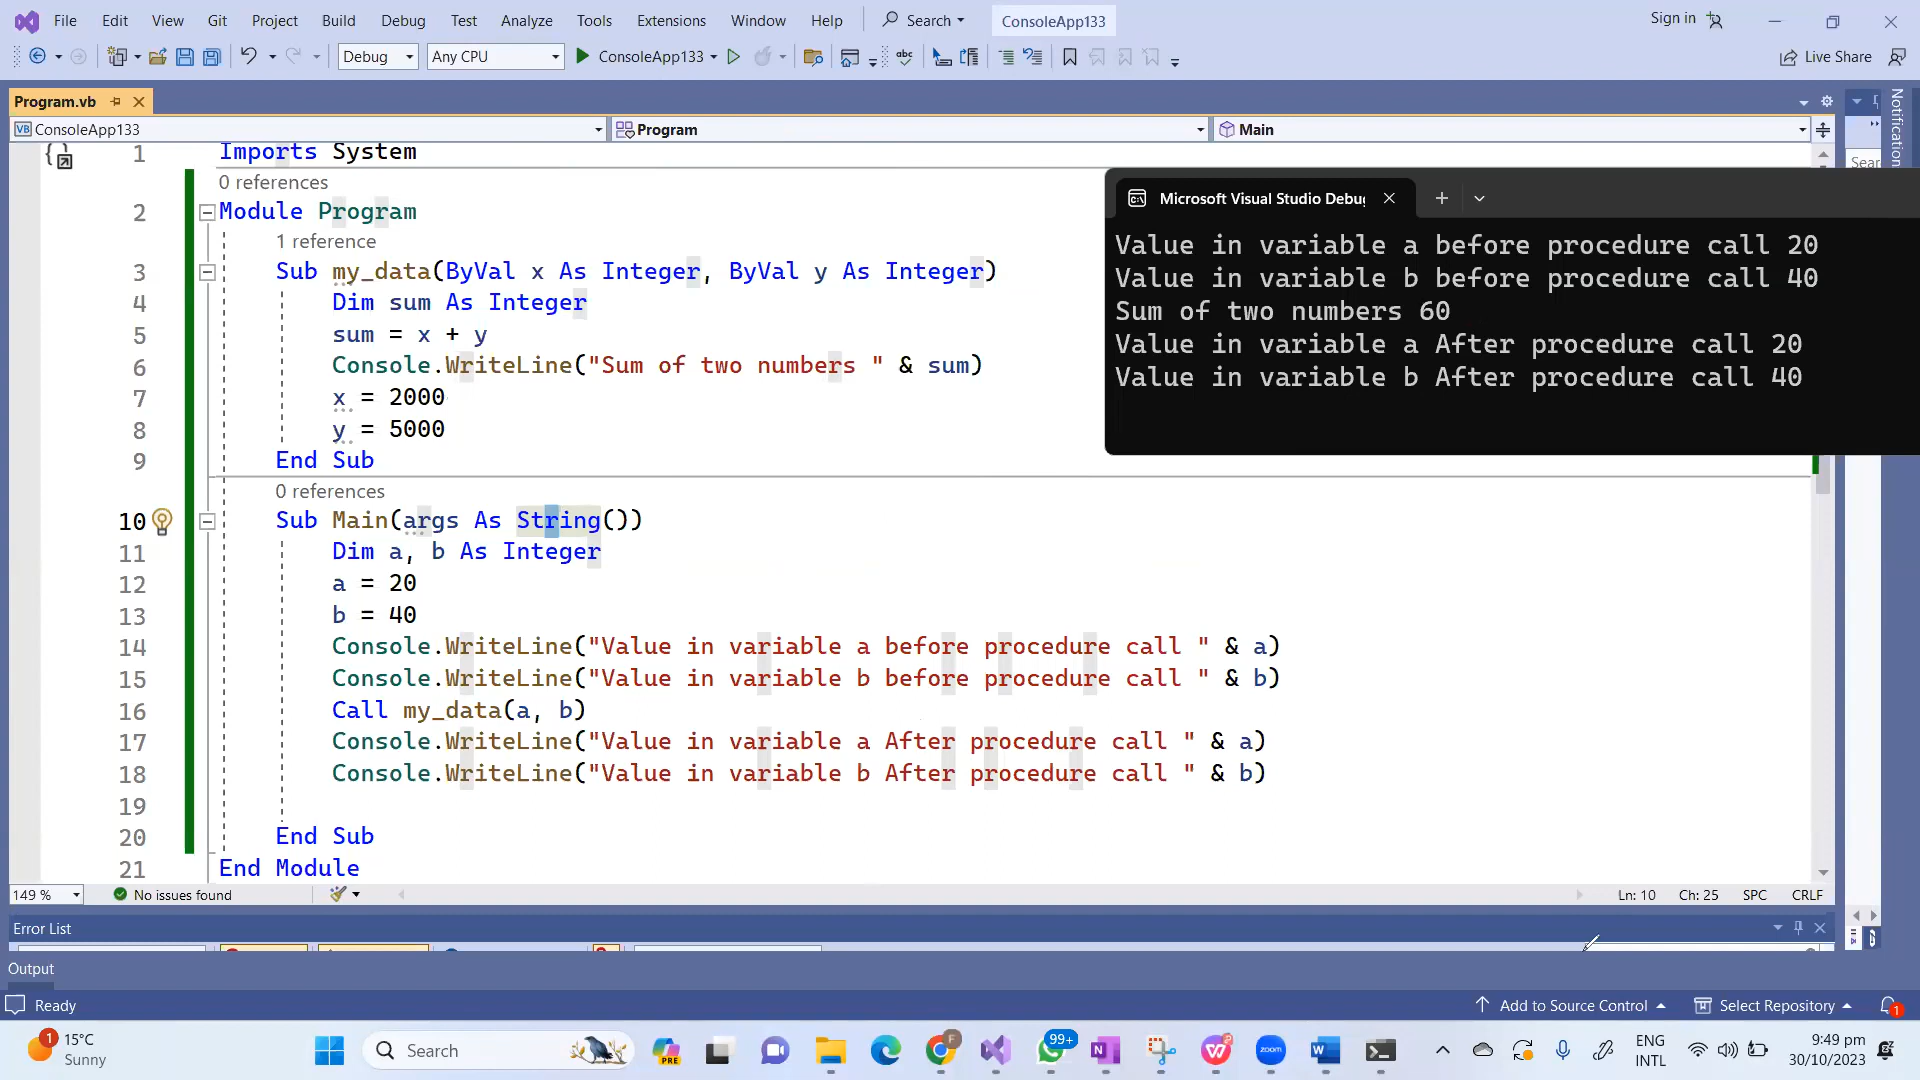 File Edit View Git Project Build Debug Test Analyze Tools Extensions Window Help Search ConsoleApp133 Sign in
Debug Any CPU ConsoleApp133 Live Share
Program.vb
ConsoleApp133 Program Main
Notification
1 Imports System
0 references
2 Module Program
1 reference
3 Sub my_data(ByVal x As Integer, ByVal y As Integer)
4 Dim sum As Integer
5 sum = x + y
6 Console.WriteLine("Sum of two numbers " & sum)
7 x = 2000
8 y = 5000
9 End Sub
0 references
10 Sub Main(args As String())
11 Dim a, b As Integer
12 a = 20
13 b = 40
14 Console.WriteLine("Value in variable a before procedure call " & a)
15 Console.WriteLine("Value in variable b before procedure call " & b)
16 Call my_data(a, b)
17 Console.WriteLine("Value in variable a After procedure call " & a)
18 Console.WriteLine("Value in variable b After procedure call " & b)
19
20 End Sub
21 End Module
Sear
Microsoft Visual Studio Debu
Value in variable a before procedure call 20
Value in variable b before procedure call 40
Sum of two numbers 60
Value in variable a After procedure call 20
Value in variable b After procedure call 40
149 % No issues found Ln: 10 Ch: 25 SPC CRLF
Error List
Output
Ready Add to Source Control Select Repository 1
1 15°C
Sunny
Search
PRE
F
99+
zoom
ENG
INTL
9:49 pm
30/10/2023